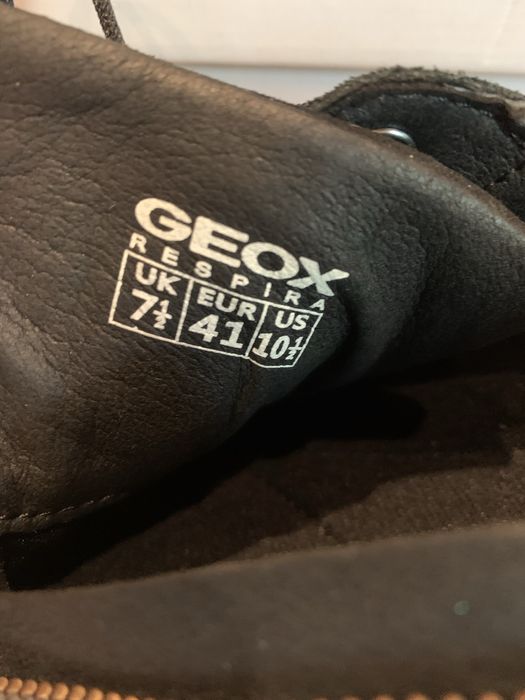 GEOX
RESPIRA
UK EUR US
7½ 41 10½